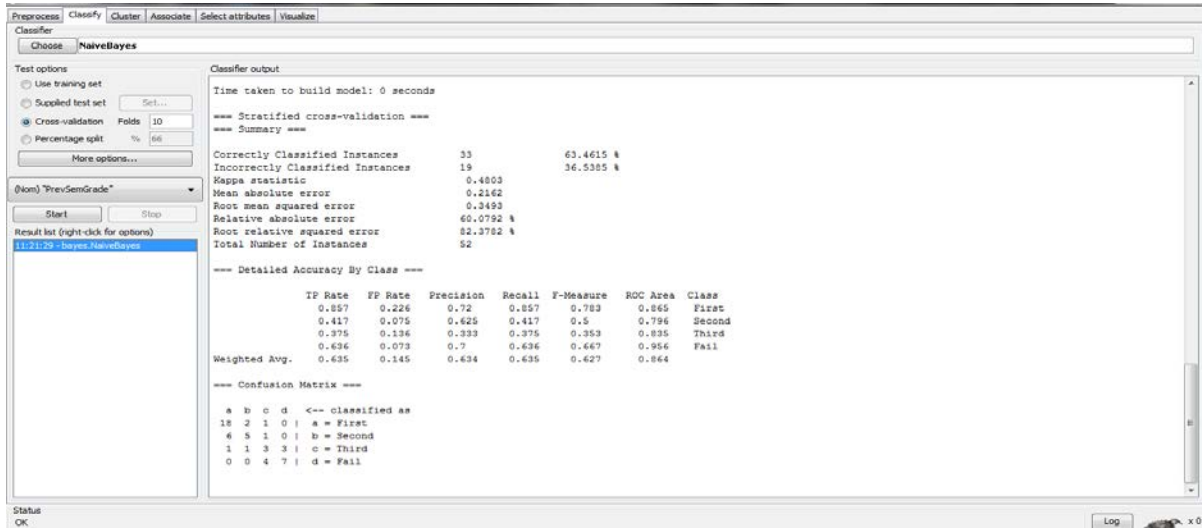 Preprocess Classify Cluster Associate Select attributes Visualize
Classifier
Choose NaiveBayes
Test options
Use training set
Supplied test set Set...
Cross-validation Folds 10
Percentage split % 66
More options...
(Nom) "PrevSemGrade"
Start Stop
Result list (right-click for options)
11:21:29 - bayes.NaiveBayes
Classifier output
Time taken to build model: 0 seconds
=== Stratified cross-validation ===
=== Summary ===
Correctly Classified Instances 33 63.4615 %
Incorrectly Classified Instances 19 36.5385 %
Kappa statistic 0.4803
Mean absolute error 0.2162
Root mean squared error 0.3493
Relative absolute error 60.0792 %
Root relative squared error 82.3782 %
Total Number of Instances 52
=== Detailed Accuracy By Class ===
TP Rate FP Rate Precision Recall F-Measure ROC Area Class
0.857 0.226 0.72 0.857 0.783 0.865 First
0.417 0.075 0.625 0.417 0.5 0.796 Second
0.375 0.136 0.333 0.375 0.353 0.835 Third
0.636 0.073 0.7 0.636 0.667 0.956 Fail
Weighted Avg. 0.635 0.145 0.634 0.635 0.627 0.864
=== Confusion Matrix ===
a b c d <-- classified as
18 2 1 0 | a = First
6 5 1 0 | b = Second
1 1 3 3 | c = Third
0 0 4 7 | d = Fail
Status
OK
Log
x 0